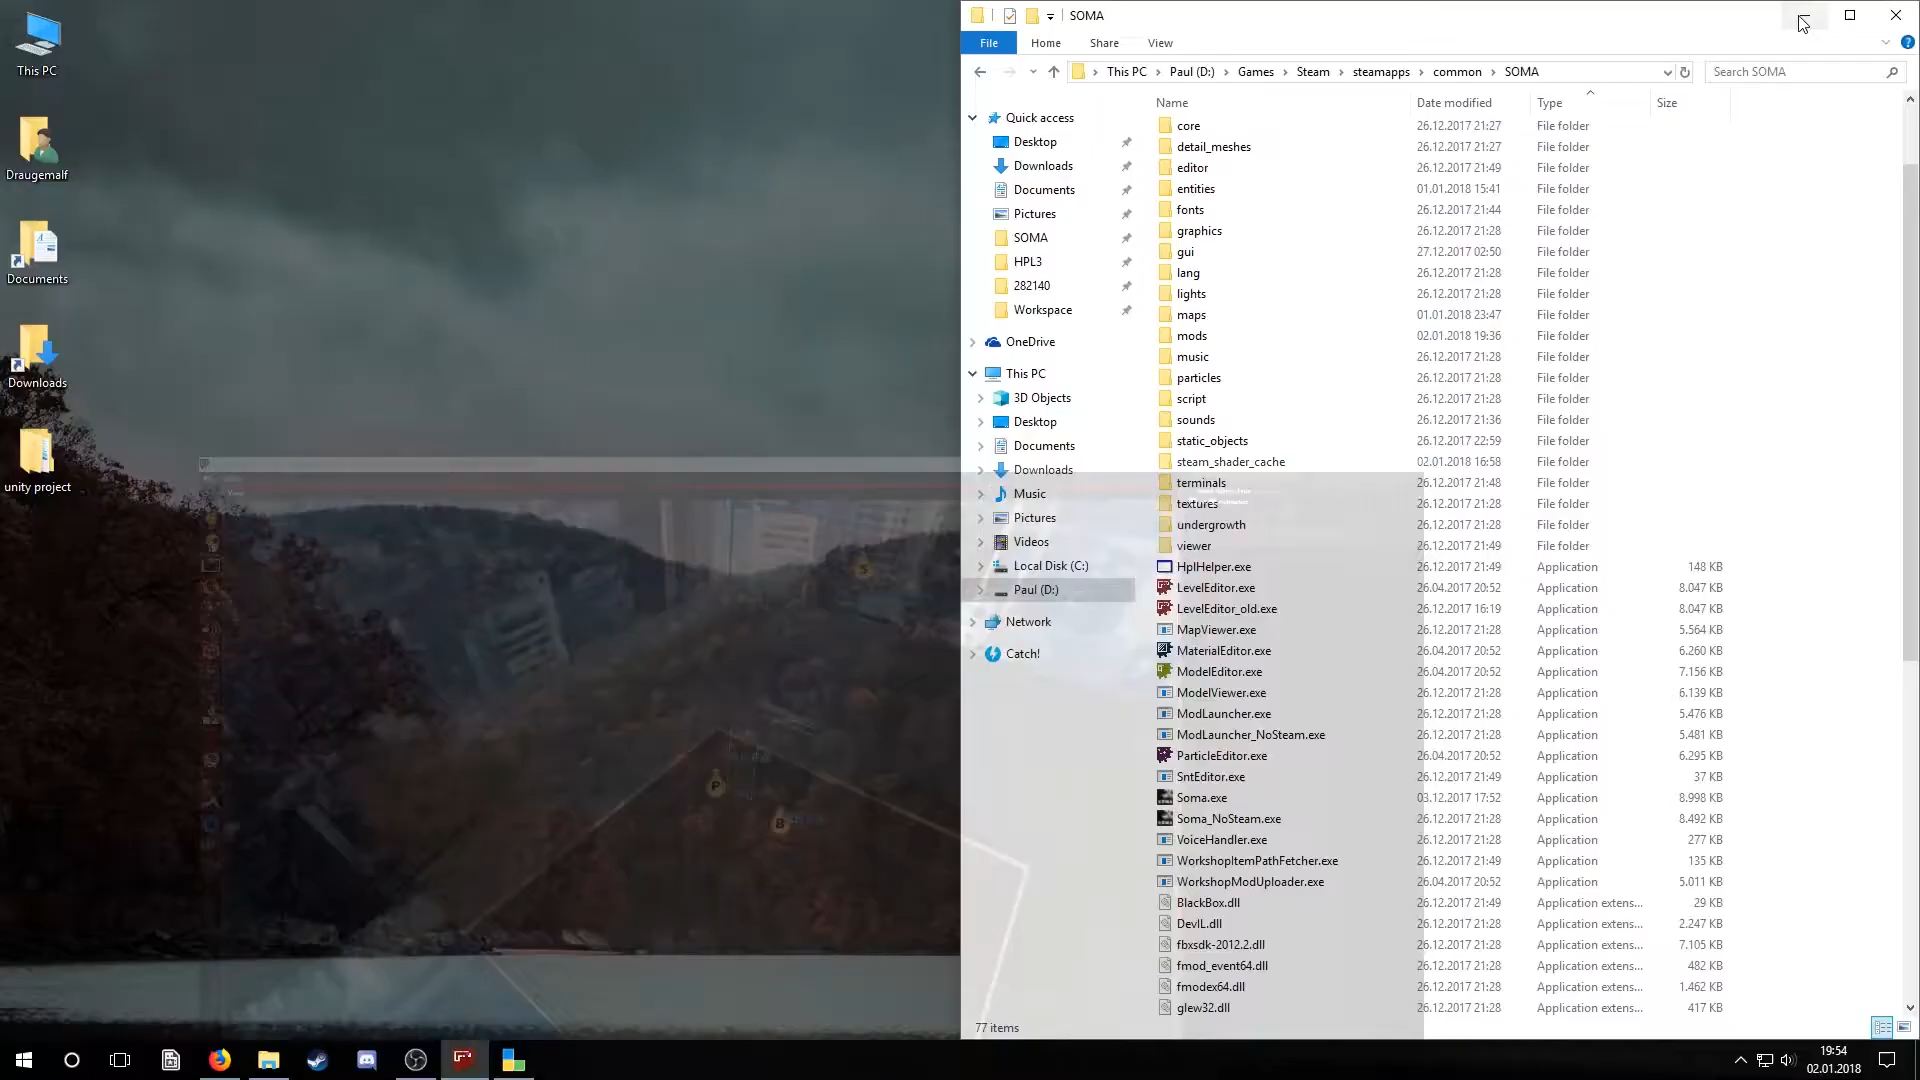 This PC
Draugemalf
Documents
Downloads
unity project
SOMA
File Home Share View
This PC Paul (D:) Games Steam steamapps common SOMA
Search SOMA
Quick access
Desktop
Downloads
Documents
Pictures
SOMA
HPL3
282140
Workspace
OneDrive
This PC
3D Objects
Desktop
Documents
Downloads
Music
Pictures
Videos
Local Disk (C:)
Paul (D:)
Network
Catch!
Name Date modified Type Size
core 26.12.2017 21:27 File folder
detail_meshes 26.12.2017 21:27 File folder
editor 26.12.2017 21:49 File folder
entities 01.01.2018 15:41 File folder
fonts 26.12.2017 21:44 File folder
graphics 26.12.2017 21:28 File folder
gui 27.12.2017 02:50 File folder
lang 26.12.2017 21:28 File folder
lights 26.12.2017 21:28 File folder
maps 01.01.2018 23:47 File folder
mods 02.01.2018 19:36 File folder
music 26.12.2017 21:28 File folder
particles 26.12.2017 21:28 File folder
script 26.12.2017 21:28 File folder
sounds 26.12.2017 21:36 File folder
static_objects 26.12.2017 22:59 File folder
steam_shader_cache 02.01.2018 16:58 File folder
terminals 26.12.2017 21:48 File folder
textures 26.12.2017 21:28 File folder
undergrowth 26.12.2017 21:28 File folder
viewer 26.12.2017 21:49 File folder
HplHelper.exe 26.12.2017 21:49 Application 148 KB
LevelEditor.exe 26.04.2017 20:52 Application 8.047 KB
LevelEditor_old.exe 26.12.2017 16:19 Application 8.047 KB
MapViewer.exe 26.12.2017 21:28 Application 5.564 KB
MaterialEditor.exe 26.04.2017 20:52 Application 6.260 KB
ModelEditor.exe 26.04.2017 20:52 Application 7.156 KB
ModelViewer.exe 26.12.2017 21:28 Application 6.139 KB
ModLauncher.exe 26.12.2017 21:28 Application 5.476 KB
ModLauncher_NoSteam.exe 26.12.2017 21:28 Application 5.481 KB
ParticleEditor.exe 26.04.2017 20:52 Application 6.295 KB
SntEditor.exe 26.12.2017 21:49 Application 37 KB
Soma.exe 03.12.2017 17:52 Application 8.998 KB
Soma_NoSteam.exe 26.12.2017 21:28 Application 8.492 KB
VoiceHandler.exe 26.12.2017 21:28 Application 277 KB
WorkshopItemPathFetcher.exe 26.12.2017 21:49 Application 135 KB
WorkshopModUploader.exe 26.04.2017 20:52 Application 5.011 KB
BlackBox.dll 26.12.2017 21:49 Application extens... 29 KB
DevIL.dll 26.12.2017 21:28 Application extens... 2.247 KB
fbxsdk-2012.2.dll 26.12.2017 21:28 Application extens... 7.105 KB
fmod_event64.dll 26.12.2017 21:28 Application extens... 482 KB
fmodex64.dll 26.12.2017 21:28 Application extens... 1.462 KB
glew32.dll 26.12.2017 21:28 Application extens... 417 KB
77 items
P
B
19:54
02.01.2018